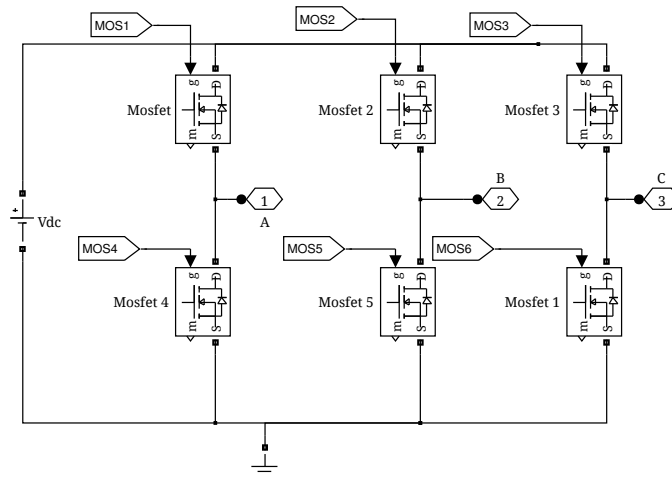 MOS1
MOS2
MOS3
g D
g D
g D
Mosfet
Mosfet 2
Mosfet 3
m S
m S
m S
B
C
1
2
3
A
+
Vdc
MOS4
MOS5
MOS6
g D
g D
g D
Mosfet 4
Mosfet 5
Mosfet 1
m S
m S
m S